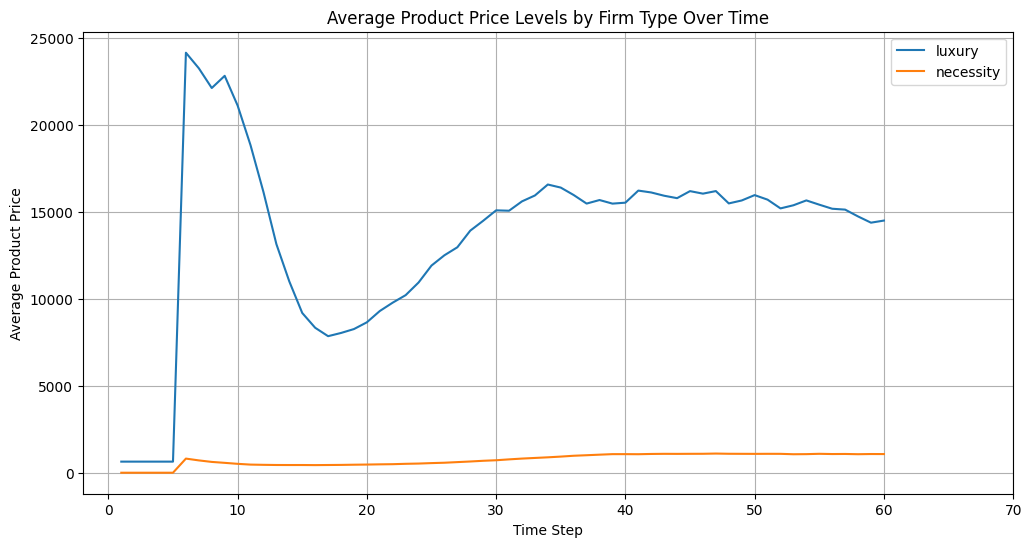 Average Product Price Levels by Firm Type Over Time
luxury
necessity
Average Product Price
25000
20000
15000
10000
5000
0
0 10 20 30 40 50 60 70
Time Step